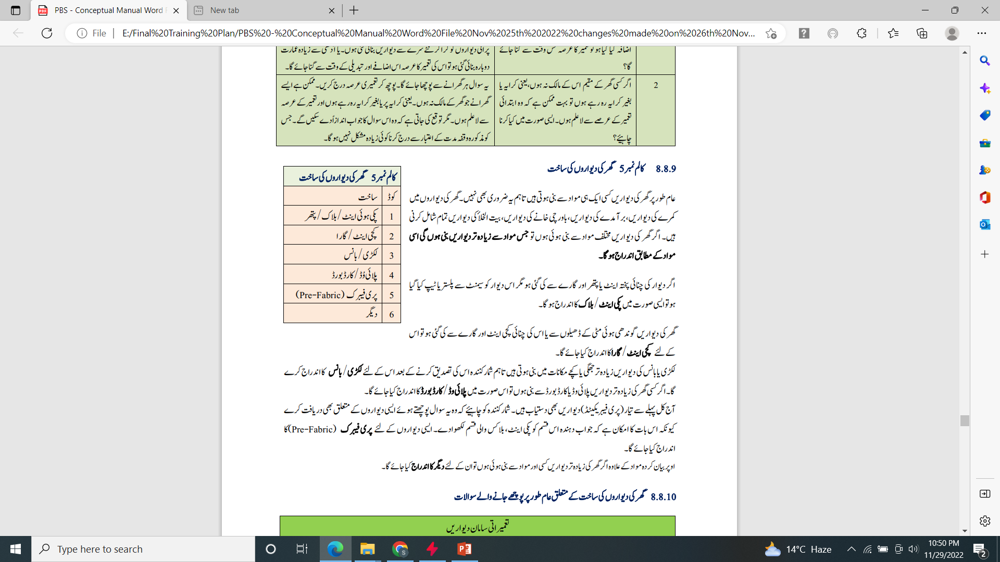 PBS - Conceptual Manual Word F
New tab
File
E:/Final%20Training%20Plan/PBS%20-%20Conceptual%20Manual%20Word%20File%20Nov%2025th%202022%20changes%20made%20on%2026th%20Nov...
گا؟
دوبارہ بنائی گئی ہو تو اس کی تعمیر کا عرصہ اس اضافے اور تبدیلی کے وقت سے گنا جائے گا۔
2
اگر کسی گھر کے مقیم اس کے مالک نہ ہوں، یعنی کرایہ یا
بغیر کرایہ رہ رہے ہوں تو بہت ممکن ہے کہ وہ ابتدائی
تعمیر کے عرصے سے لاعلم ہوں۔ ایسی صورت میں کیا کرنا
چاہیئے؟
یہ سوال ہر گھرانے سے پوچھا جائے گا۔ پوچھ کر تعمیری عرصہ درج کریں۔ ممکن ہے ایسے
گھرانے جو گھر کے مالک نہ ہوں۔ یعنی کرایہ پر یا بغیر کرایہ رہ رہے ہوں اور تعمیر کے عرصہ
سے لاعلم ہوں۔ مگر توقع کی جاتی ہے کہ وہ اس سوال کا جواب اندازاً دے سکیں گے۔ جس
کو مذکورہ وقفہ مدت کے اعتبار سے درج کرنا کوئی زیادہ مشکل نہیں ہو گا۔
8.8.9 کالم نمبر 5 گھر کی دیواروں کی ساخت
عام طور پر گھر کی دیواریں کسی ایک ہی مواد سے بنی ہوتی ہیں تاہم یہ ضروری بھی نہیں۔ گھر کی دیواروں میں
کمرے کی دیواریں، برآمدے کی دیواریں، باورچی خانے کی دیواریں، بیت الخلأ کی دیواریں تمام شامل کرنی
ہیں۔ اگر گھر کی دیواریں مختلف مواد سے بنی ہوئی ہوں تو جس مواد سے زیادہ تر دیواریں بنی ہوں گی اسی
مواد کے مطابق اندراج ہو گا۔
کالم نمبر 5 گھر کی دیواروں کی ساخت
کوڈ ساخت
1 پکی ہوئی اینٹ/بلاک/پتھر
2 کچی اینٹ/گارا
3 لکڑی/بانس
4 پلائی وُڈ/کارڈ بورڈ
5 پری فیبرک (Pre-Fabric)
6 دیگر
اگر دیوار کی چنائی پختہ اینٹ یا پتھر اور گارے سے کی گئی ہو مگر اس دیوار کو سیمنٹ سے پلستر یا ٹیپ کیا گیا
ہو تو ایسی صورت میں پکی اینٹ/بلاک کا اندراج ہو گا۔
گھر کی دیواریں گوندھی ہوئی مٹی کے ڈھیلوں سے یا اس کی چنائی کچی اینٹ اور گارے سے کی گئی ہو تو اس
کے لئے کچی اینٹ/گارا کا اندراج کیا جائے گا۔
لکڑی یا بانس کی دیواریں زیادہ تر جھگی یا کچے مکانات میں بنی ہوتی ہیں تاہم شمار کنندہ اس کی تصدیق کرنے کے بعد اس کے لئے لکڑی/بانس کا اندراج کرے
گا۔ اگر کسی گھر کی زیادہ تر دیواریں پلائی وڈ یا کارڈ بورڈ سے بنی ہوں تو اس صورت میں پلائی وڈ/کارڈ بورڈ کا اندراج کیا جائے گا۔
آج کل پہلے سے تیار (پری فیبریکیٹڈ) دیواریں بھی دستیاب ہیں۔ شمار کنندہ کو چاہیئے کہ وہ یہ سوال پوچھتے ہوئے ایسی دیواروں کے متعلق بھی دریافت کرے
کیونکہ اس بات کا امکان ہے کہ جواب دہندہ اس قسم کو پکی اینٹ، بلاکس والی قسم لکھوا دے۔ ایسی دیواروں کے لئے پری فیبرک (Pre-Fabric) کا
اندراج کیا جائے گا۔
اوپر بیان کردہ مواد کے علاوہ اگر گھر کی زیادہ تر دیواریں کسی اور مواد سے بنی ہوئی ہوں تو ان کے لئے دیگر کا اندراج کیا جائے گا۔
8.8.10 گھر کی دیواروں کی ساخت کے متعلق عام طور پر پوچھے جانے والے سوالات
تعمیراتی سامان دیواریں
Type here to search
14°C Haze
10:50 PM
11/29/2022
2